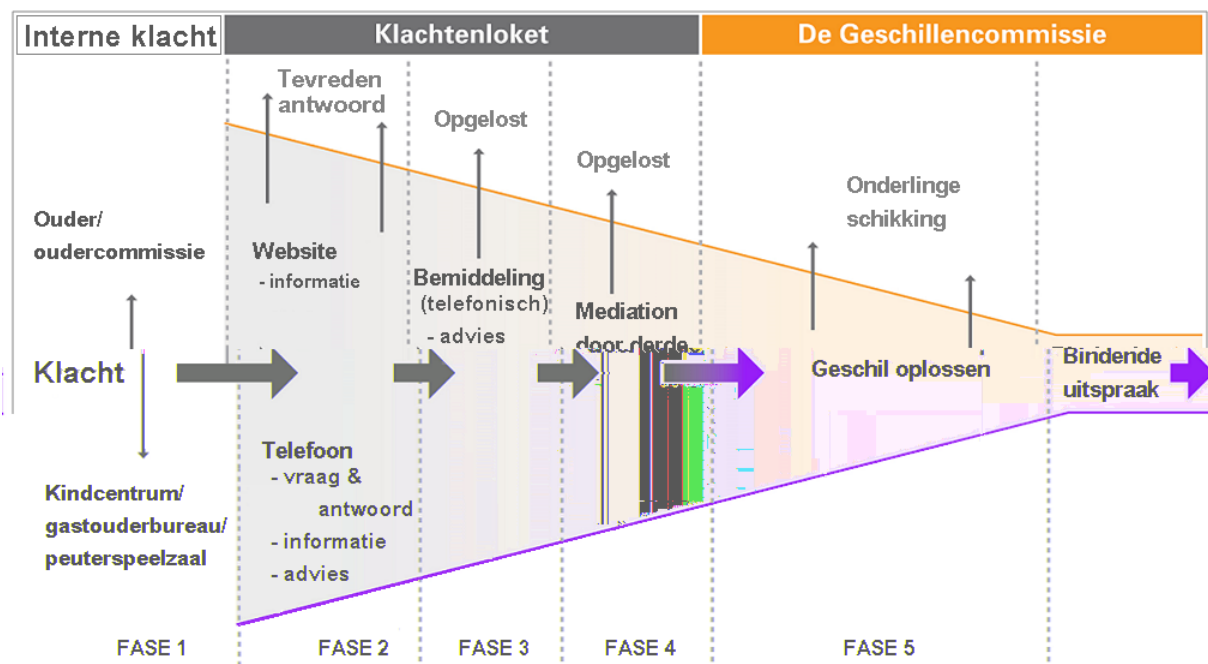 Interne klacht
Klachtenloket
De Geschillencommissie
Tevreden
antwoord
Opgelost
Opgelost
Onderlinge
schikking
Ouder/
oudercommissie
Website
- informatie
Bemiddeling
(telefonisch)
- advies
Mediation
door derde
Klacht
Geschil oplossen
Bindende
uitspraak
Telefoon
- vraag &
antwoord
- informatie
- advies
Kindcentrum/
gastouderbureau/
peuterspeelzaal
FASE 1
FASE 2
FASE 3
FASE 4
FASE 5